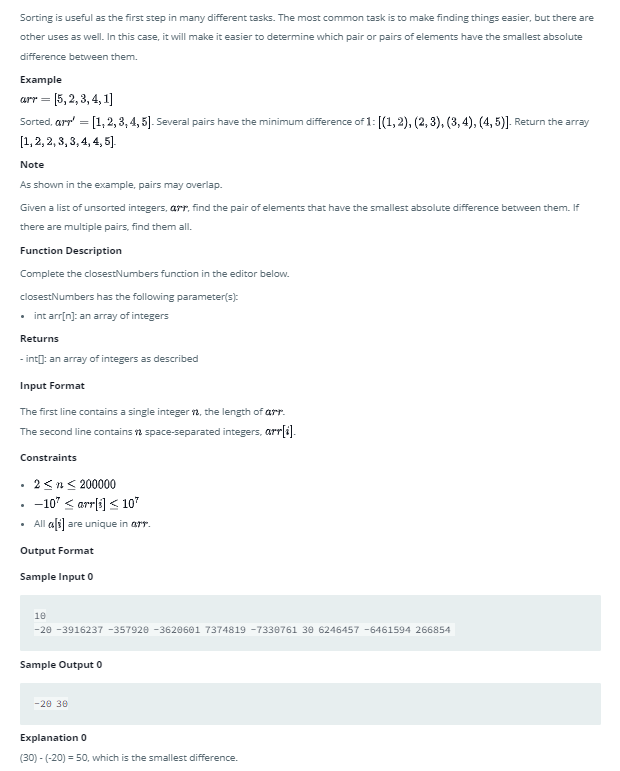 Sorting is useful as the first step in many different tasks. The most common task is to make finding things easier, but there are
other uses as well. In this case, it will make it easier to determine which pair or pairs of elements have the smallest absolute
difference between them.
Example
arr = [5, 2, 3, 4, 1]
Sorted, arr′ = [1, 2, 3, 4, 5]. Several pairs have the minimum difference of 1: [(1, 2), (2, 3), (3, 4), (4, 5)]. Return the array
[1, 2, 2, 3, 3, 4, 4, 5].
Note
As shown in the example, pairs may overlap.
Given a list of unsorted integers, arr, find the pair of elements that have the smallest absolute difference between them. If
there are multiple pairs, find them all.
Function Description
Complete the closestNumbers function in the editor below.
closestNumbers has the following parameter(s):
• int arr[n]: an array of integers
Returns
- int[]: an array of integers as described
Input Format
The first line contains a single integer n, the length of arr.
The second line contains n space-separated integers, arr[i].
Constraints
• 2 ≤ n ≤ 200000
• −10⁷ ≤ arr[i] ≤ 10⁷
• All a[i] are unique in arr.
Output Format
Sample Input 0
10
-20 -3916237 -357920 -3620601 7374819 -7330761 30 6246457 -6461594 266854
Sample Output 0
-20 30
Explanation 0
(30) - (-20) = 50, which is the smallest difference.